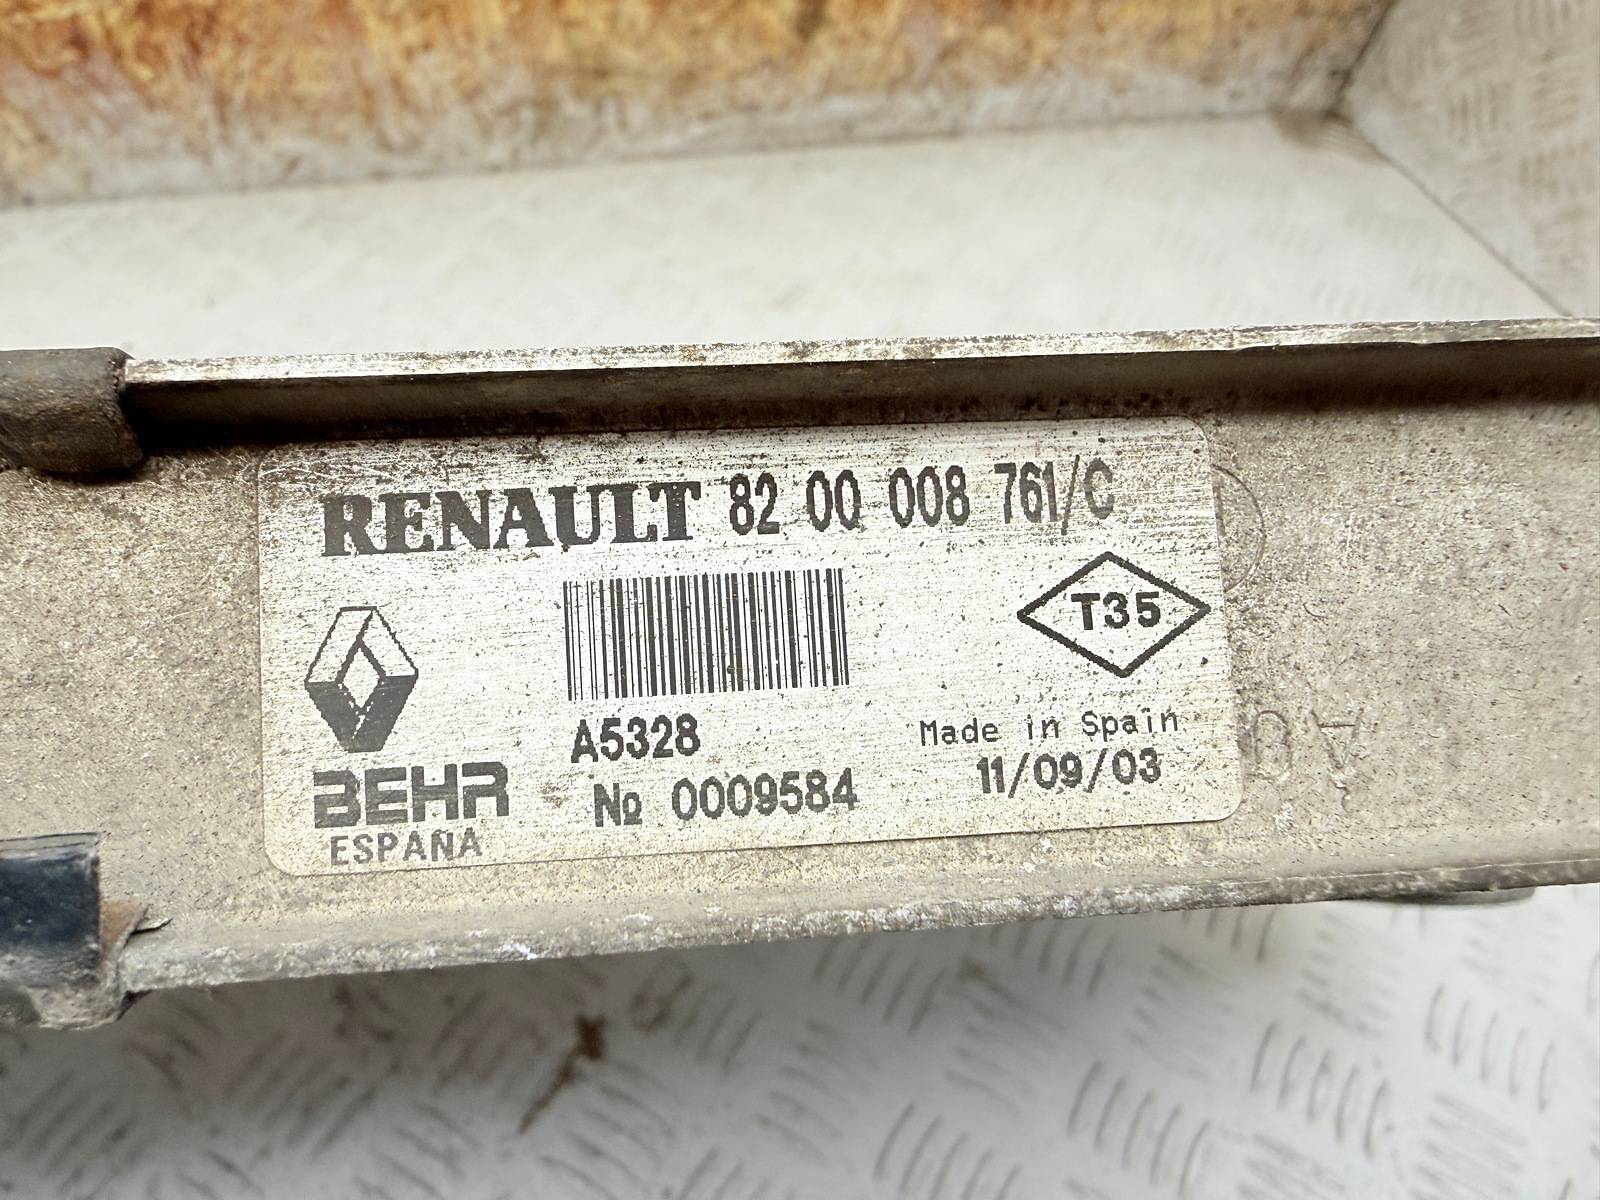 RENAULT 82 00 008 761/C
T35
A5328
Made in Spain
BEHR
Nº 0009584
11/09/03
ESPAÑA